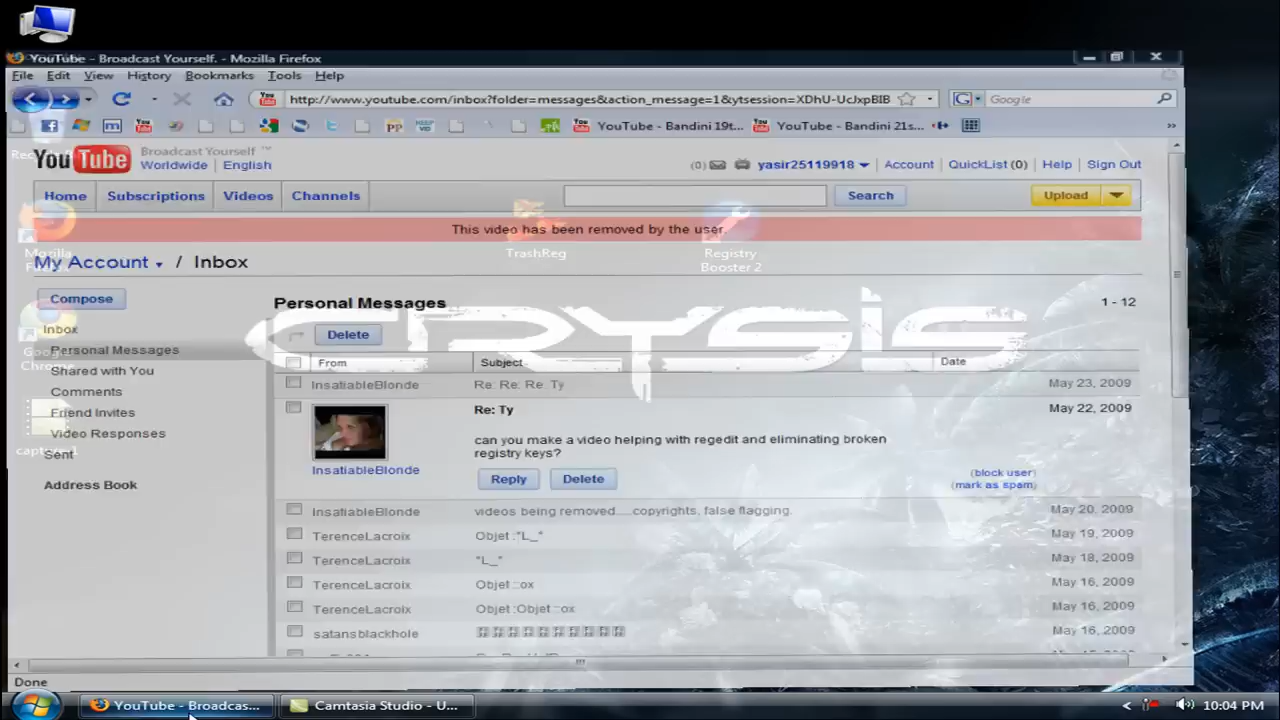 YouTube - Broadcast Yourself. - Mozilla Firefox
File Edit View History Bookmarks Tools Help
http://www.youtube.com/inbox?folder=messages&action_message=1&ytsession=XDhU-UcJxpBIB
Google
YouTube - Bandini 19t... YouTube - Bandini 21s... »
YouTube Broadcast Yourself ™
Worldwide English
(0) yasir25119918 Account QuickList (0) Help Sign Out
Home Subscriptions Videos Channels Search Upload
This video has been removed by the user.
Mozilla
TrashReg
Registry
Booster 2
My Account / Inbox
Compose
Personal Messages
1 - 12
CRYSIS
Inbox
Delete
Personal Messages
From Subject Date
Shared with You
InsatiableBlonde Re: Re: Re: Ty May 23, 2009
Comments
Re: Ty May 22, 2009
Friend Invites
Video Responses
can you make a video helping with regedit and eliminating broken
registry keys?
Sent
InsatiableBlonde
Reply Delete
(block user)
(mark as spam)
Address Book
InsatiableBlonde videos being removed.....copyrights, false flagging. May 20, 2009
TerenceLacroix Objet :"L_" May 19, 2009
TerenceLacroix "L_" May 18, 2009
TerenceLacroix Objet ::ox May 16, 2009
TerenceLacroix Objet :Objet ::ox May 16, 2009
satansblackhole May 16, 2009
Done
YouTube - Broadcas... Camtasia Studio - U... < 10:04 PM